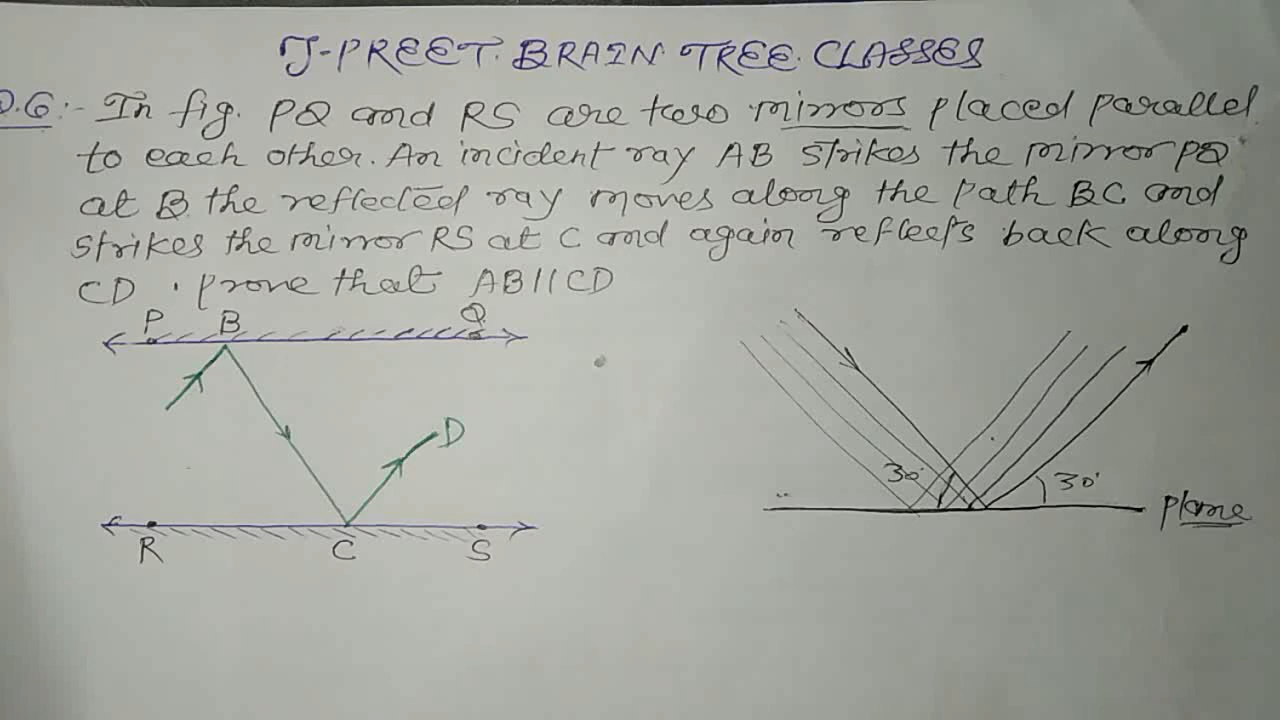 J-PREET. BRAIN TREE. CLASSES
Q.6:- In fig. PQ and RS are two mirrors placed parallel
to each other. An incident ray AB strikes the mirror PQ
at B. the reflected ray moves along the path BC and
strikes the mirror RS at C and again reflects back along
CD. Prove that AB||CD
P B Q
D
30° 30°
plane
R C S